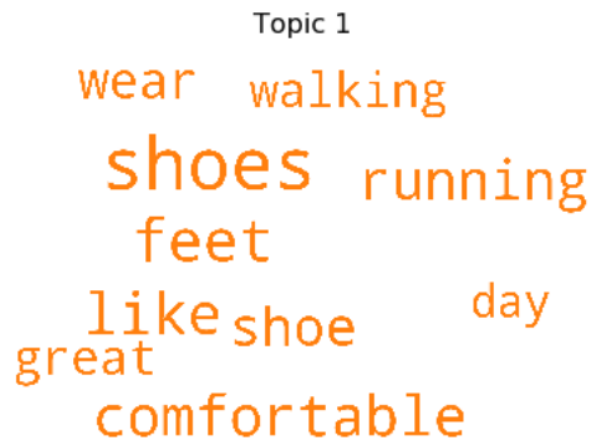 Topic 1
wear walking
shoes running
feet
day
like shoe
great
comfortable